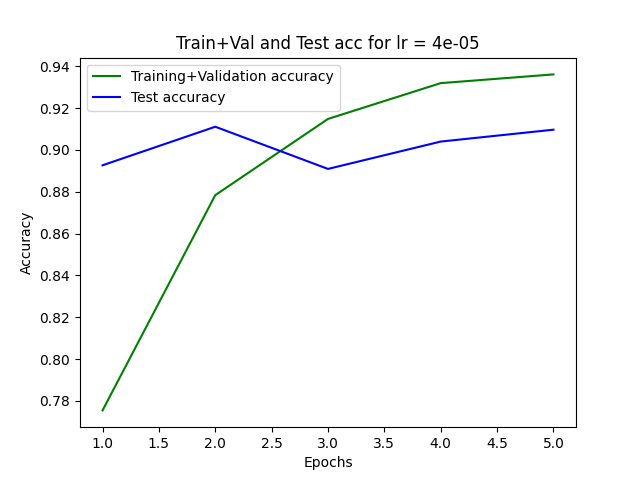 Train+Val and Test acc for lr = 4e-05
Training+Validation accuracy
Test accuracy
0.94
0.92
0.90
0.88
0.86
0.84
0.82
0.80
0.78
Accuracy
1.0 1.5 2.0 2.5 3.0 3.5 4.0 4.5 5.0
Epochs